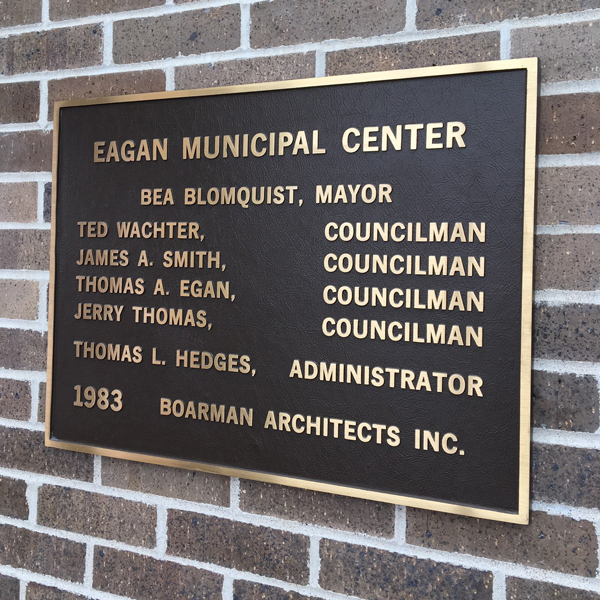 EAGAN MUNICIPAL CENTER
BEA BLOMQUIST, MAYOR
TED WACHTER, COUNCILMAN
JAMES A. SMITH, COUNCILMAN
THOMAS A. EGAN, COUNCILMAN
JERRY THOMAS, COUNCILMAN
THOMAS L. HEDGES, ADMINISTRATOR
1983 BOARMAN ARCHITECTS INC.